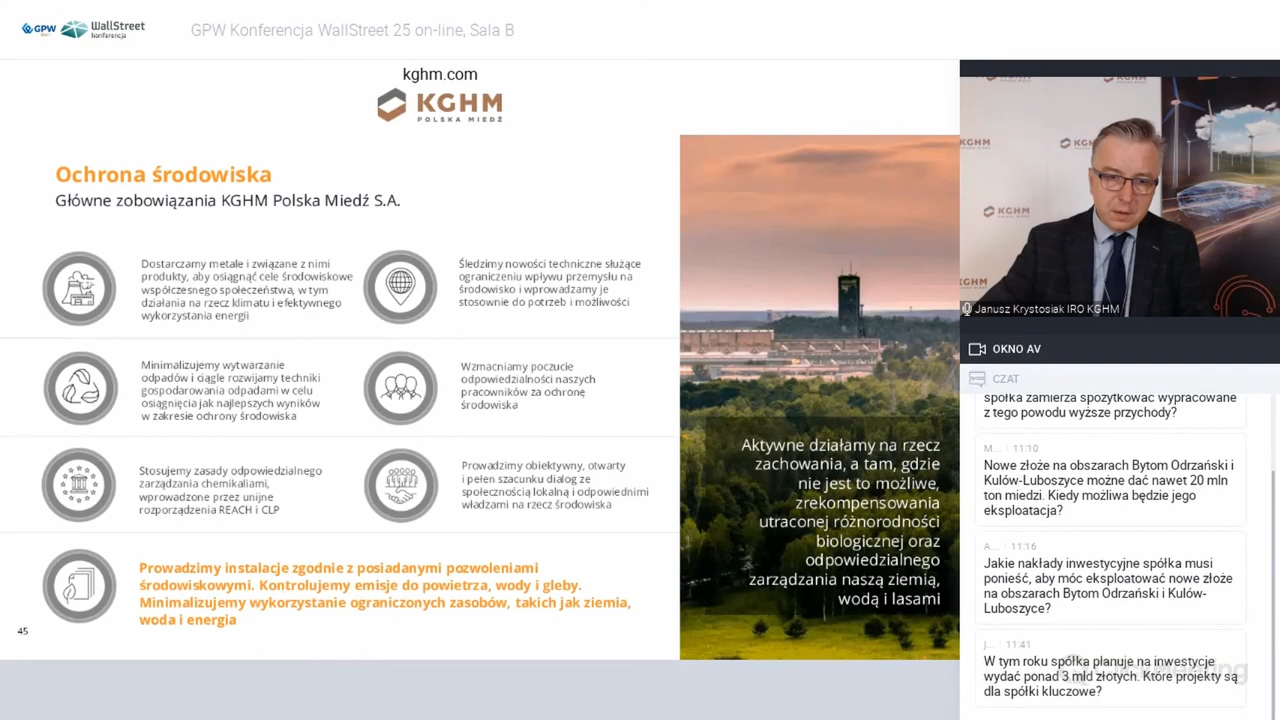 GPW WallStreet
konferencja
GPW Konferencja WallStreet 25 on-line, Sala B
kghm.com
KGHM
POLSKA MIEDŹ
Ochrona środowiska
Główne zobowiązania KGHM Polska Miedź S.A.
Dostarczamy metale i związane z nimi
produkty, aby osiągnąć cele środowiskowe
współczesnego społeczeństwa, w tym
działania na rzecz klimatu i efektywnego
wykorzystania energii
Śledzimy nowości techniczne służące
ograniczeniu wpływu przemysłu na
środowisko i wprowadzamy je
stosownie do potrzeb i możliwości
Minimalizujemy wytwarzanie
odpadów i ciągle rozwijamy techniki
gospodarowania odpadami w celu
osiągnięcia jak najlepszych wyników
w zakresie ochrony środowiska
Wzmacniamy poczucie
odpowiedzialności naszych
pracowników za ochronę
środowiska
Stosujemy zasady odpowiedzialnego
zarządzania chemikaliami,
wprowadzone przez unijne
rozporządzenia REACH i CLP
Prowadzimy obiektywny, otwarty
i pełen szacunku dialog ze
społecznością lokalną i odpowiednimi
władzami na rzecz środowiska
Prowadzimy instalacje zgodnie z posiadanymi pozwoleniami
środowiskowymi. Kontrolujemy emisje do powietrza, wody i gleby.
Minimalizujemy wykorzystanie ograniczonych zasobów, takich jak ziemia,
woda i energia
45
Aktywne działamy na rzecz
zachowania, a tam, gdzie
nie jest to możliwe,
zrekompensowania
utraconej różnorodności
biologicznej oraz
odpowiedzialnego
zarządzania naszą ziemią,
wodą i lasami
KGHM
KGHM
KGHM
Janusz Krystosiak IRO KGHM
OKNO AV
CZAT
spółka zamierza spożytkować wypracowane
z tego powodu wyższe przychody?
M... 11:10
Nowe złoże na obszarach Bytom Odrzański i
Kulów-Luboszyce można dać nawet 20 mln
ton miedzi. Kiedy możliwa będzie jego
eksploatacja?
A... 11:16
Jakie nakłady inwestycyjne spółka musi
ponieść, aby móc eksploatować nowe złoże
na obszarach Bytom Odrzański i Kulów-
Luboszyce?
J... 11:41
W tym roku spółka planuje na inwestycje
wydać ponad 3 mld złotych. Które projekty są
dla spółki kluczowe?